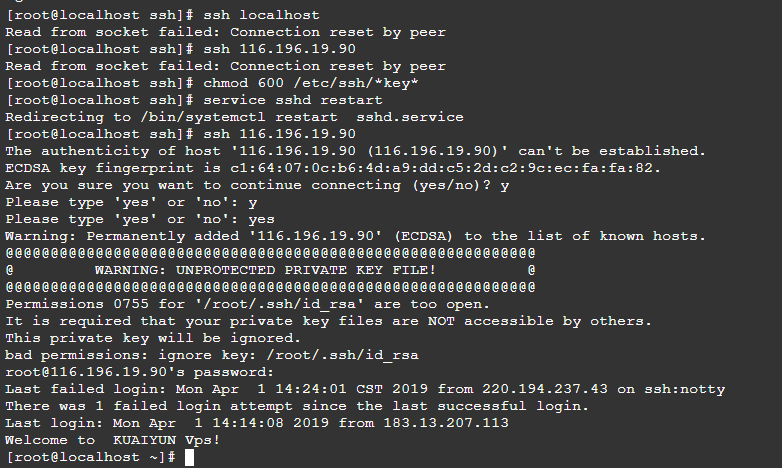 [root@localhost ssh]# ssh localhost
Read from socket failed: Connection reset by peer
[root@localhost ssh]# ssh 116.196.19.90
Read from socket failed: Connection reset by peer
[root@localhost ssh]# chmod 600 /etc/ssh/*key*
[root@localhost ssh]# service sshd restart
Redirecting to /bin/systemctl restart  sshd.service
[root@localhost ssh]# ssh 116.196.19.90
The authenticity of host '116.196.19.90 (116.196.19.90)' can't be established.
ECDSA key fingerprint is c1:64:07:0c:b6:4d:a9:dd:c5:2d:c2:9c:ec:fa:fa:82.
Are you sure you want to continue connecting (yes/no)? y
Please type 'yes' or 'no': y
Please type 'yes' or 'no': yes
Warning: Permanently added '116.196.19.90' (ECDSA) to the list of known hosts.
@@@@@@@@@@@@@@@@@@@@@@@@@@@@@@@@@@@@@@@@@@@@@@@@@@@@@@@@@@@
@         WARNING: UNPROTECTED PRIVATE KEY FILE!          @
@@@@@@@@@@@@@@@@@@@@@@@@@@@@@@@@@@@@@@@@@@@@@@@@@@@@@@@@@@@
Permissions 0755 for '/root/.ssh/id_rsa' are too open.
It is required that your private key files are NOT accessible by others.
This private key will be ignored.
bad permissions: ignore key: /root/.ssh/id_rsa
root@116.196.19.90's password:
Last failed login: Mon Apr  1 14:24:01 CST 2019 from 220.194.237.43 on ssh:notty
There was 1 failed login attempt since the last successful login.
Last login: Mon Apr  1 14:14:08 2019 from 183.13.207.113
Welcome to  KUAIYUN Vps!
[root@localhost ~]#